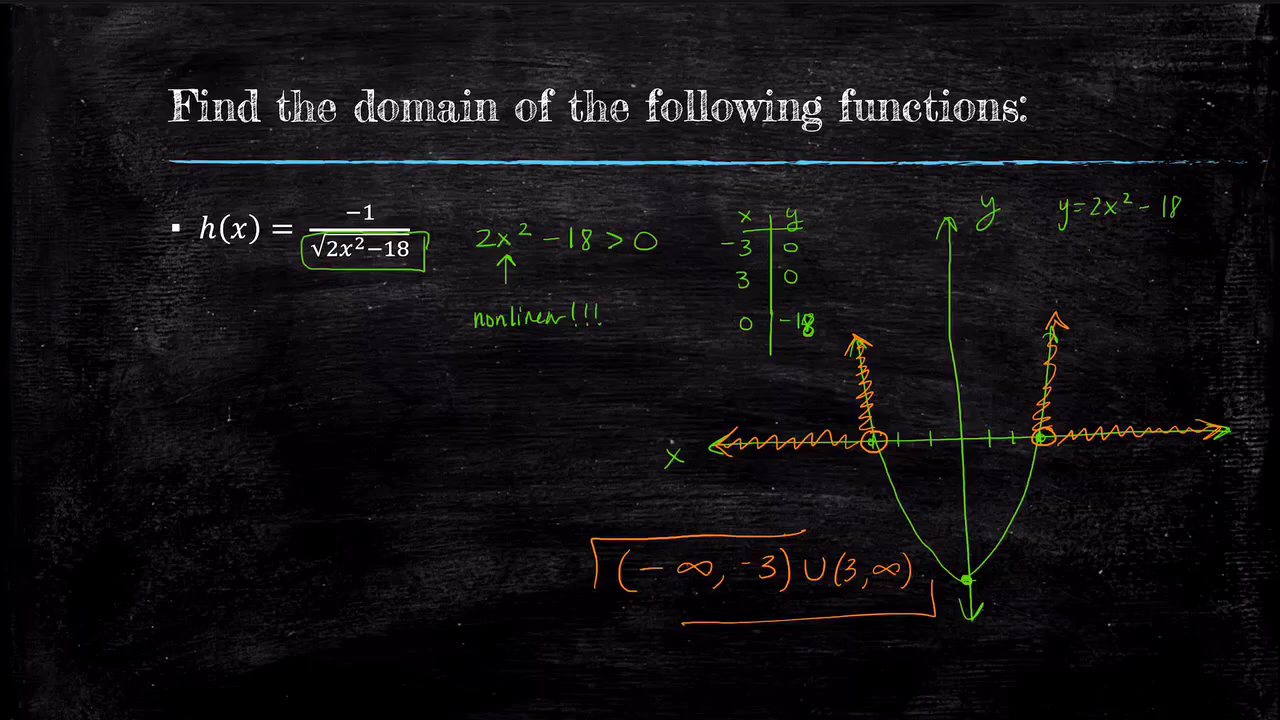 Find the domain of the following functions:
▪ h(x) = -1 / √2x²−18
2x² − 18 > 0
↑
nonlinear!!!
x | y
-3 | 0
3 | 0
0 | -18
y
y = 2x² − 18
x
(−∞, -3) ∪ (3, ∞)